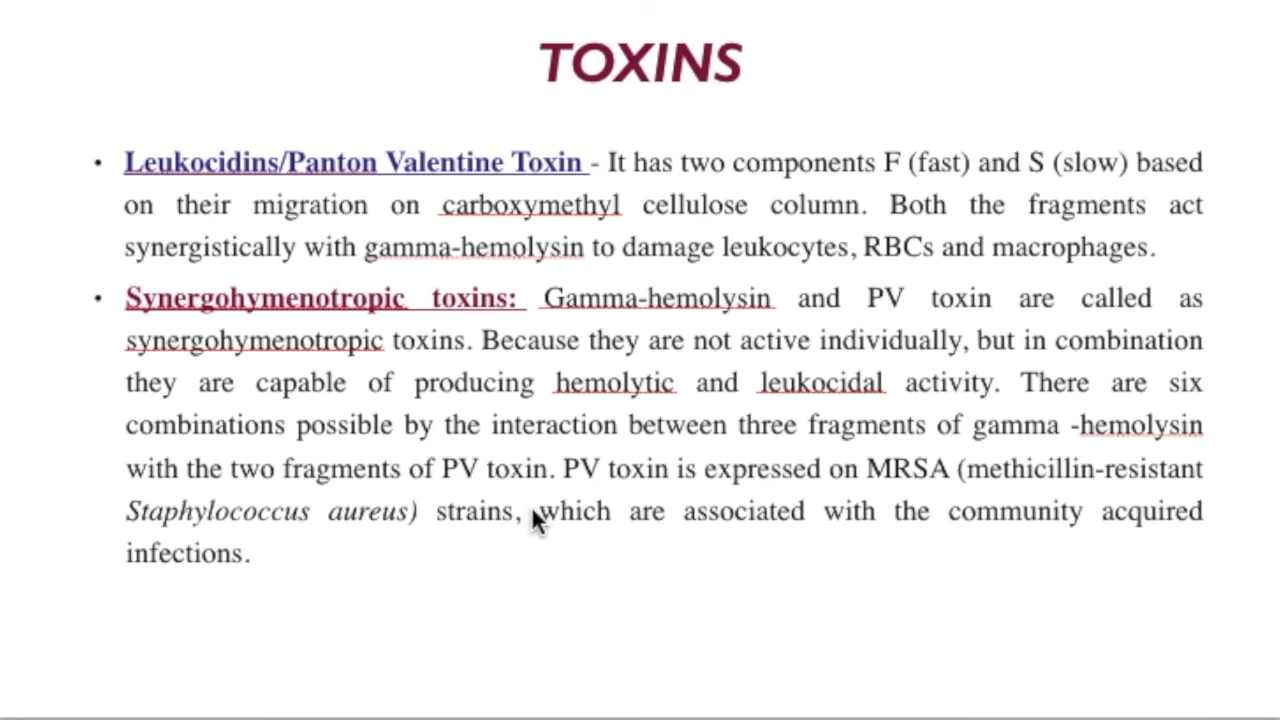 TOXINS
• Leukocidins/Panton Valentine Toxin - It has two components F (fast) and S (slow) based
on their migration on carboxymethyl cellulose column. Both the fragments act
synergistically with gamma-hemolysin to damage leukocytes, RBCs and macrophages.
• Synergohymenotropic toxins: Gamma-hemolysin and PV toxin are called as
synergohymenotropic toxins. Because they are not active individually, but in combination
they are capable of producing hemolytic and leukocidal activity. There are six
combinations possible by the interaction between three fragments of gamma -hemolysin
with the two fragments of PV toxin. PV toxin is expressed on MRSA (methicillin-resistant
Staphylococcus aureus) strains, which are associated with the community acquired
infections.